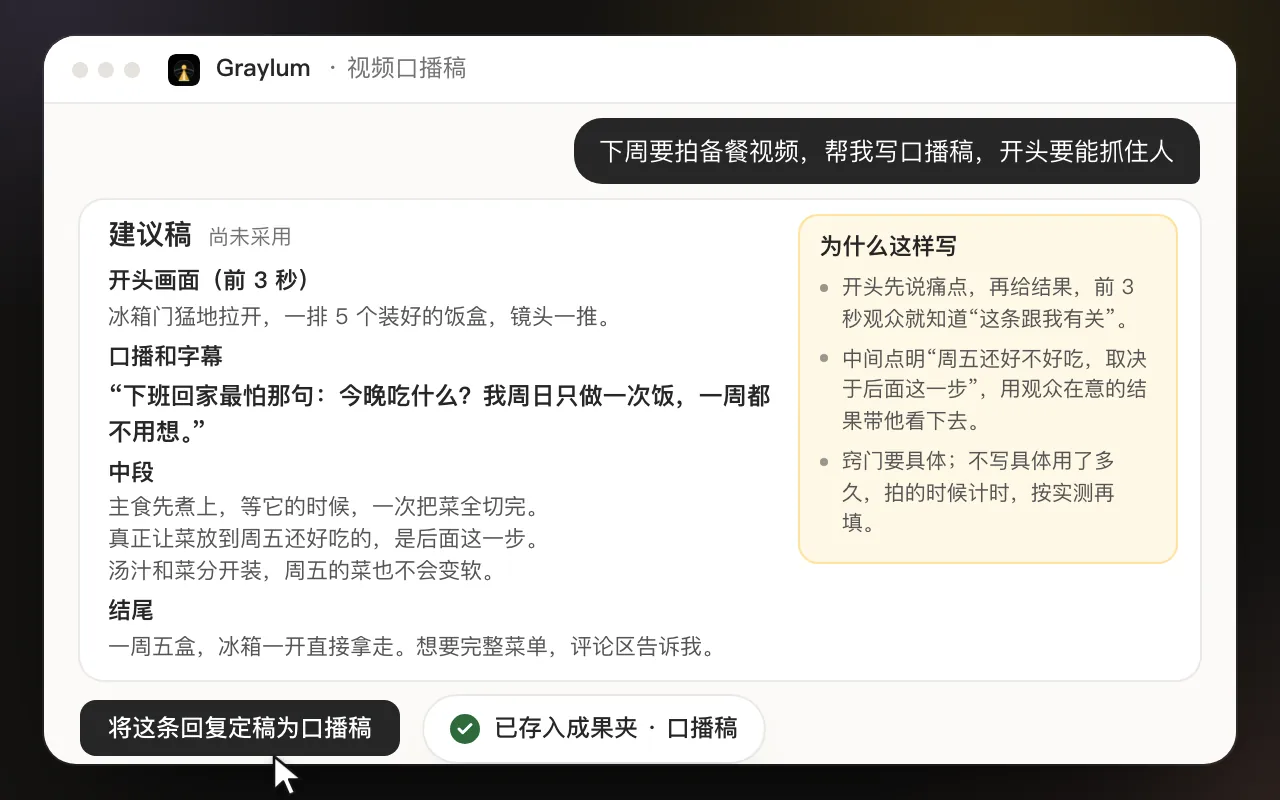 Graylum · 视频口播稿
下周要拍备餐视频，帮我写口播稿，开头要能抓住人
建议稿 尚未采用
开头画面（前 3 秒）
冰箱门猛地拉开，一排 5 个装好的饭盒，镜头一推。
口播和字幕
“下班回家最怕那句：今晚吃什么？我周日只做一次饭，一周都
不用想。”
中段
主食先煮上，等它的时候，一次把菜全切完。
真正让菜放到周五还好吃的，是后面这一步。
汤汁和菜分开装，周五的菜也不会变软。
结尾
一周五盒，冰箱一开直接拿走。想要完整菜单，评论区告诉我。
为什么这样写
开头先说痛点，再给结果，前 3
秒观众就知道“这条跟我有关”。
中间点明“周五还好不好吃，取决
于后面这一步”，用观众在意的结
果带他看下去。
窍门要具体；不写具体用了多
久，拍的时候计时，按实测再
填。
将这条回复定稿为口播稿
已存入成果夹 · 口播稿